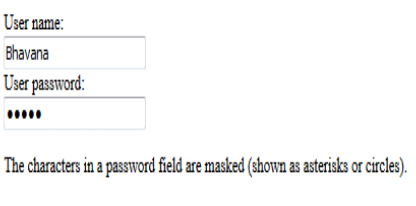 User name:
Bhavana
User password:
•••••
The characters in a password field are masked (shown as asterisks or circles).